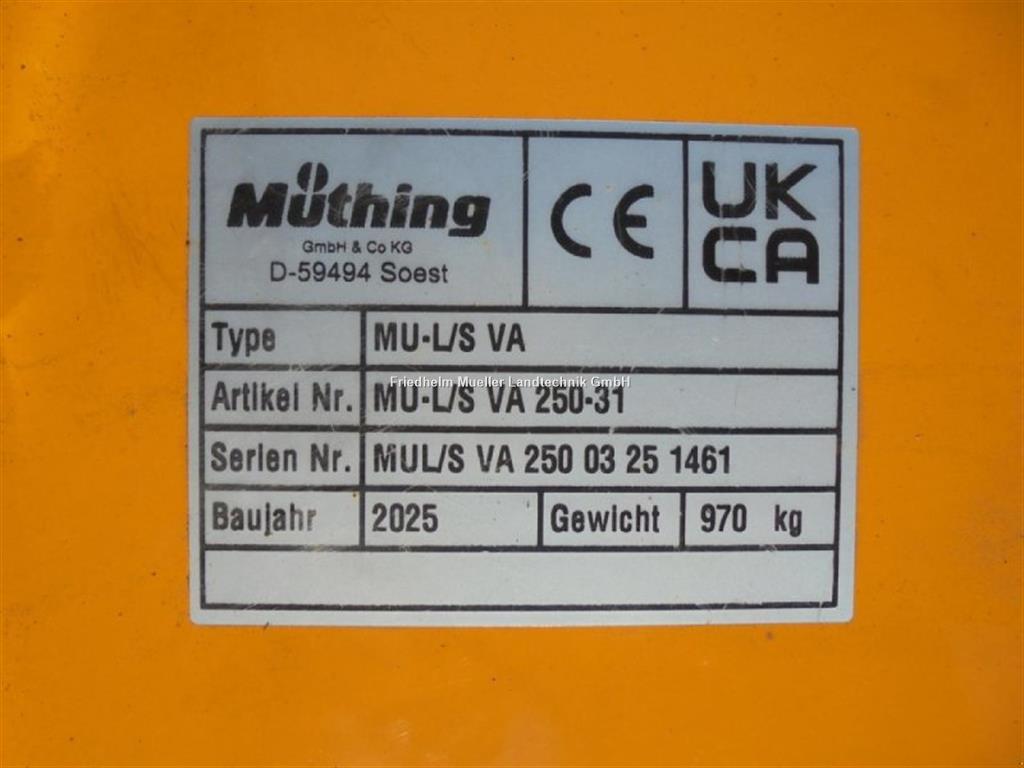 Müthing
GmbH & Co KG
D-59494 Soest
CE
UK
CA
Type MU-L/S VA
Friedhelm Mueller Landtechnik GmbH
Artikel Nr. MU-L/S VA 250-31
Serien Nr. MUL/S VA 250 03 25 1461
Baujahr 2025 Gewicht 970 kg